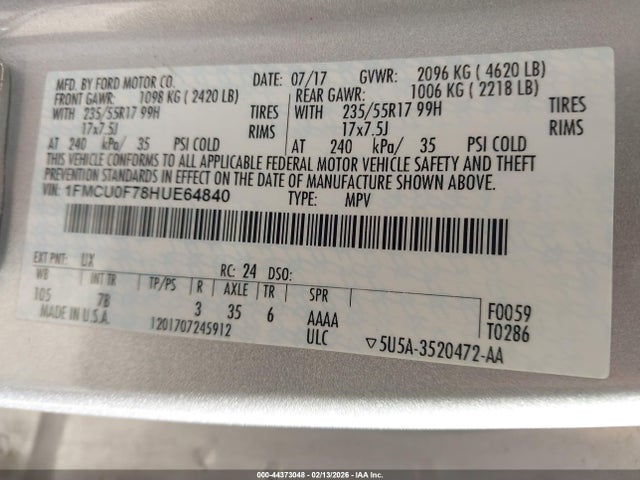 MFD. BY FORD MOTOR CO. DATE: 07/17 GVWR: 2096 KG ( 4620 LB)
FRONT GAWR: 1098 KG ( 2420 LB) REAR GAWR: 1006 KG ( 2218 LB)
WITH 235/55R17 99H TIRES WITH 235/55R17 99H TIRES
17x7.5J RIMS 17x7.5J RIMS
AT 240 kPa/ 35 PSI COLD AT 240 kPa/ 35 PSI COLD
THIS VEHICLE CONFORMS TO ALL APPLICABLE FEDERAL MOTOR VEHICLE SAFETY AND THEFT
PREVENTION STANDARDS IN EFFECT ON THE DATE OF MANUFACTURE SHOWN ABOVE.
VIN: 1FMCU0F78HUE64840 TYPE: MPV
EXT PNT: UX RC: 24 DSO:
WB INT TR TP/PS R AXLE TR SPR
105 7B 3 35 6 AAAA F0059
MADE IN U.S.A. 1201707245912 ULC T0286
▽5U5A-3520472-AA
000-44373048 - 02/13/2026 - IAA Inc.